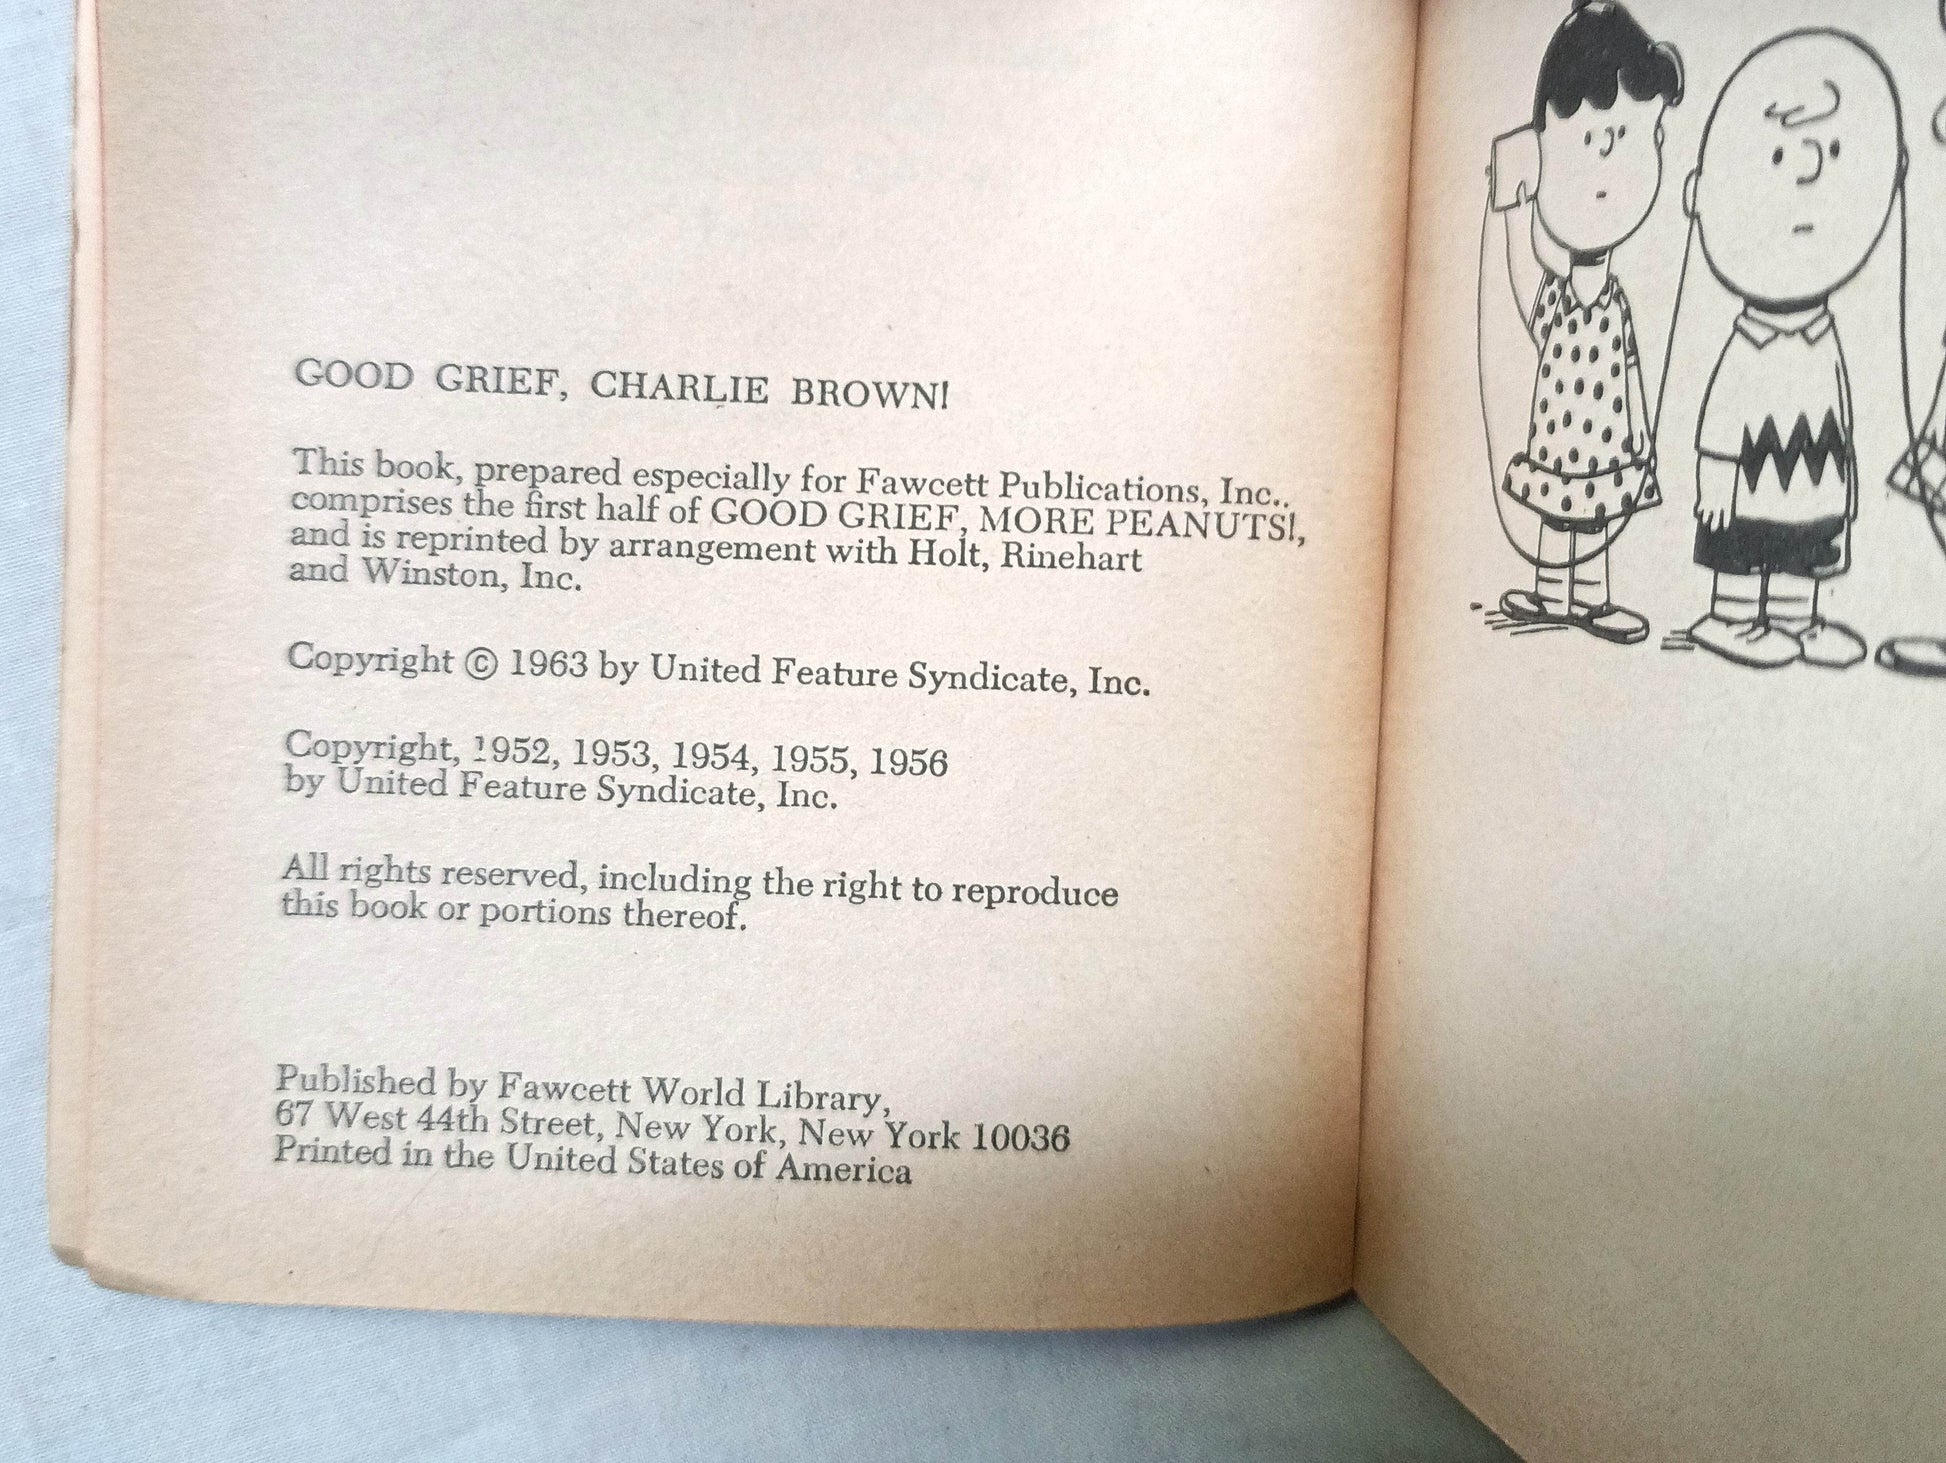 GOOD GRIEF, CHARLIE BROWN!
This book, prepared especially for Fawcett Publications, Inc.,
comprises the first half of GOOD GRIEF, MORE PEANUTS!,
and is reprinted by arrangement with Holt, Rinehart
and Winston, Inc.
Copyright © 1963 by United Feature Syndicate, Inc.
Copyright, 1952, 1953, 1954, 1955, 1956
by United Feature Syndicate, Inc.
All rights reserved, including the right to reproduce
this book or portions thereof.
Published by Fawcett World Library,
67 West 44th Street, New York, New York 10036
Printed in the United States of America